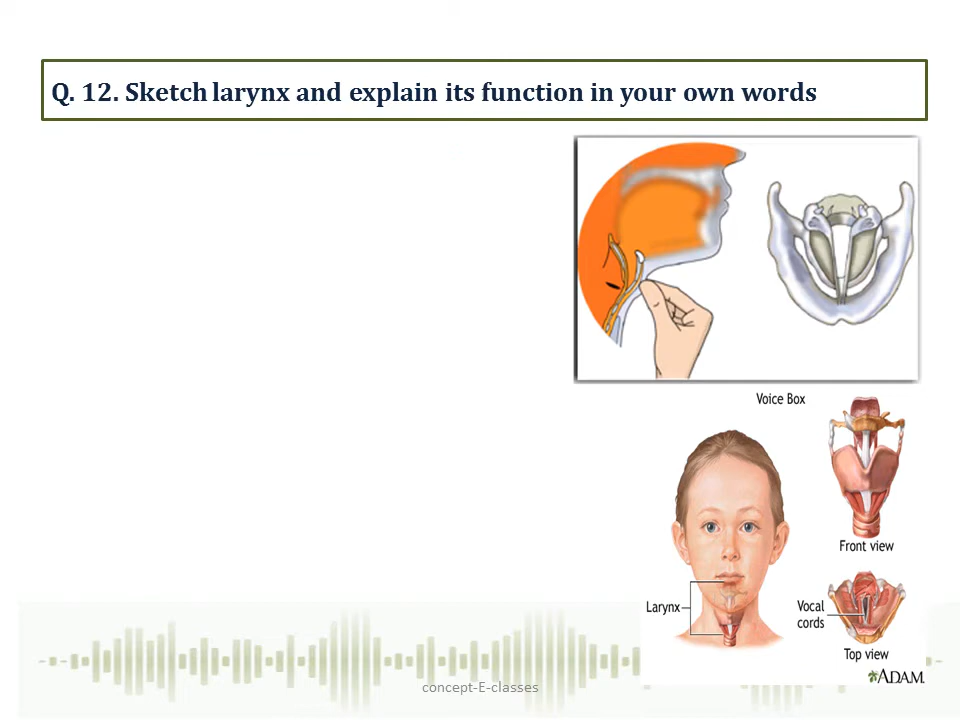 Q. 12. Sketch larynx and explain its function in your own words
Voice Box
Front view
Larynx
Vocal
cords
Top view
ADAM.
concept-E-classes